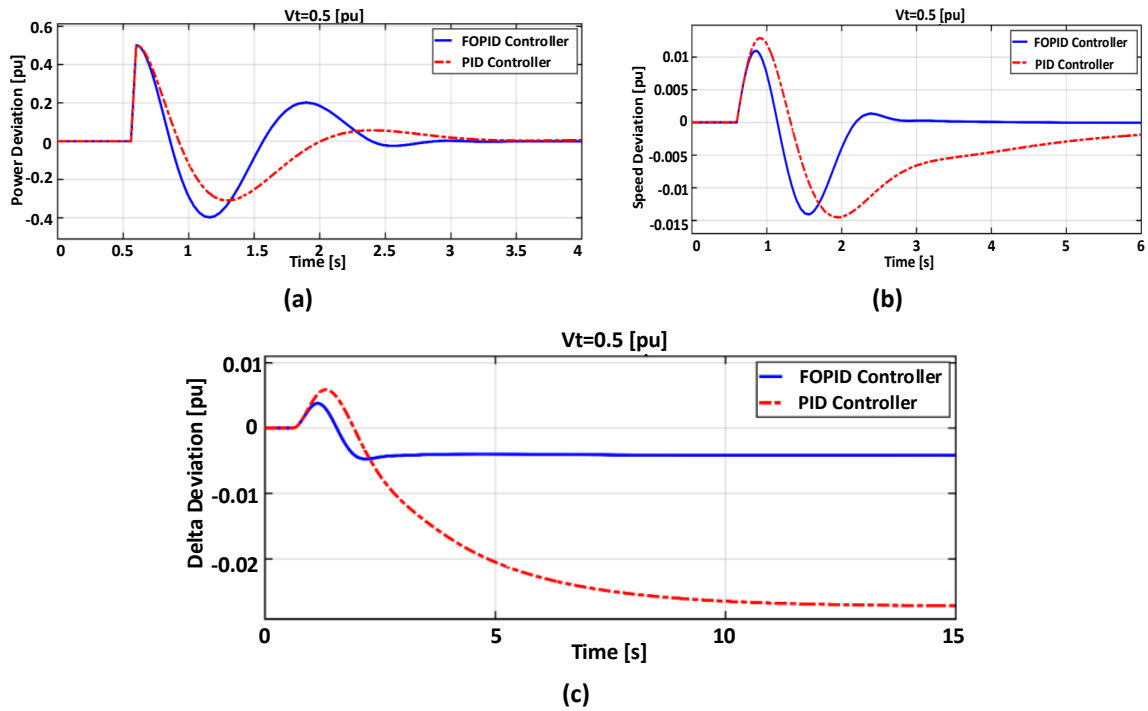 Vt=0.5 [pu]
FOPID Controller
PID Controller
Power Deviation [pu]
0.6
0.4
0.2
0
-0.2
-0.4
0 0.5 1 1.5 2 2.5 3 3.5 4
Time [s]
(a)
Vt=0.5 [pu]
FOPID Controller
PID Controller
Speed Deviation [pu]
0.01
0.005
0
-0.005
-0.01
-0.015
0 1 2 3 4 5 6
Time [s]
(b)
Vt=0.5 [pu]
FOPID Controller
PID Controller
Delta Deviation [pu]
0.01
0
-0.01
-0.02
0 5 10 15
Time [s]
(c)